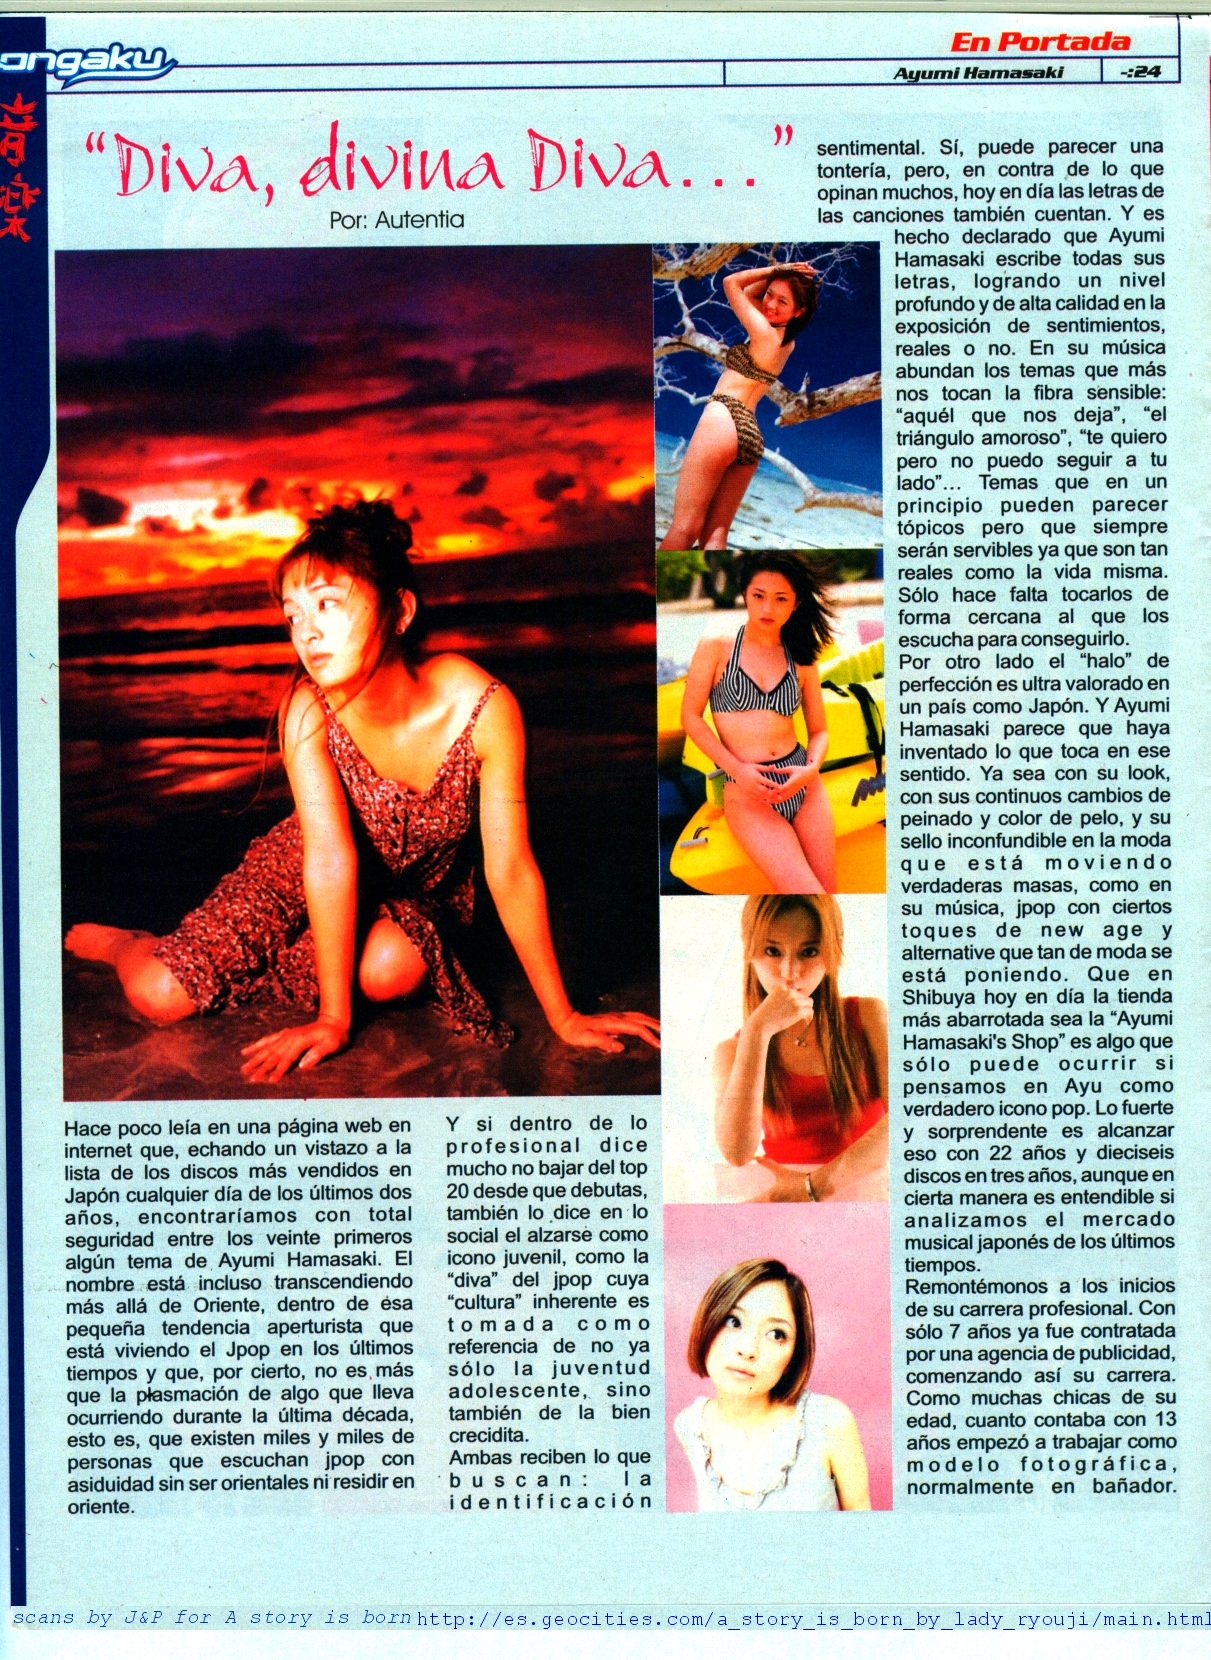 ongaku
En Portada
Ayumi Hamasaki
-:24
音楽
“Diva, divina Diva...”
Por: Autentia
Hace poco leía en una página web en
internet que, echando un vistazo a la
lista de los discos más vendidos en
Japón cualquier día de los últimos dos
años, encontraríamos con total
seguridad entre los veinte primeros
algún tema de Ayumi Hamasaki. El
nombre está incluso transcendiendo
más allá de Oriente, dentro de esa
pequeña tendencia aperturista que
está viviendo el Jpop en los últimos
tiempos y que, por cierto, no es más
que la plasmación de algo que lleva
ocurriendo durante la última década,
esto es, que existen miles y miles de
personas que escuchan jpop con
asiduidad sin ser orientales ni residir en
oriente.
Y si dentro de lo
profesional dice
mucho no bajar del top
20 desde que debutas,
también lo dice en lo
social el alzarse como
icono juvenil, como la
“diva” del jpop cuya
“cultura” inherente es
tomada como
referencia de no ya
sólo la juventud
adolescente, sino
también de la bien
crecidita.
Ambas reciben lo que
buscan: la
identificación
sentimental. Sí, puede parecer una
tontería, pero, en contra de lo que
opinan muchos, hoy en día las letras de
las canciones también cuentan. Y es
hecho declarado que Ayumi
Hamasaki escribe todas sus
letras, logrando un nivel
profundo y de alta calidad en la
exposición de sentimientos,
reales o no. En su música
abundan los temas que más
nos tocan la fibra sensible:
“aquél que nos deja”, “el
triángulo amoroso”, “te quiero
pero no puedo seguir a tu
lado”... Temas que en un
principio pueden parecer
tópicos pero que siempre
serán servibles ya que son tan
reales como la vida misma.
Sólo hace falta tocarlos de
forma cercana al que los
escucha para conseguirlo.
Por otro lado el “halo” de
perfección es ultra valorado en
un país como Japón. Y Ayumi
Hamasaki parece que haya
inventado lo que toca en ese
sentido. Ya sea con su look,
con sus continuos cambios de
peinado y color de pelo, y su
sello inconfundible en la moda
que está moviendo
verdaderas masas, como en
su música, jpop con ciertos
toques de new age y
alternative que tan de moda se
está poniendo. Que en
Shibuya hoy en día la tienda
más abarrotada sea la “Ayumi
Hamasaki's Shop” es algo que
sólo puede ocurrir si
pensamos en Ayu como
verdadero icono pop. Lo fuerte
y sorprendente es alcanzar
eso con 22 años y dieciseis
discos en tres años, aunque en
cierta manera es entendible si
analizamos el mercado
musical japonés de los últimos
tiempos.
Remontémonos a los inicios
de su carrera profesional. Con
sólo 7 años ya fue contratada
por una agencia de publicidad,
comenzando así su carrera.
Como muchas chicas de su
edad, cuanto contaba con 13
años empezó a trabajar como
modelo fotográfica,
normalmente en bañador.
scans by J&P for A story is born http://es.geocities.com/a_story_is_born_by_lady_ryouji/main.html